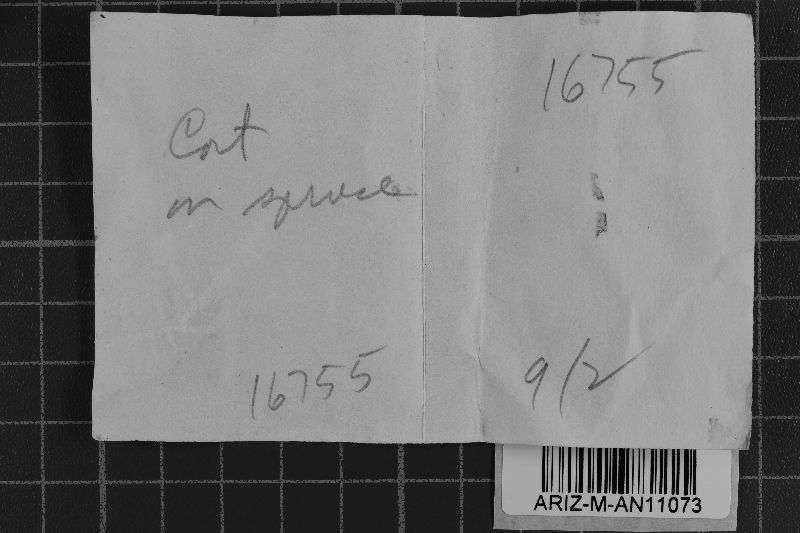 Cort
on spruce
16755
16755
9/2
ARIZ-M-AN11073